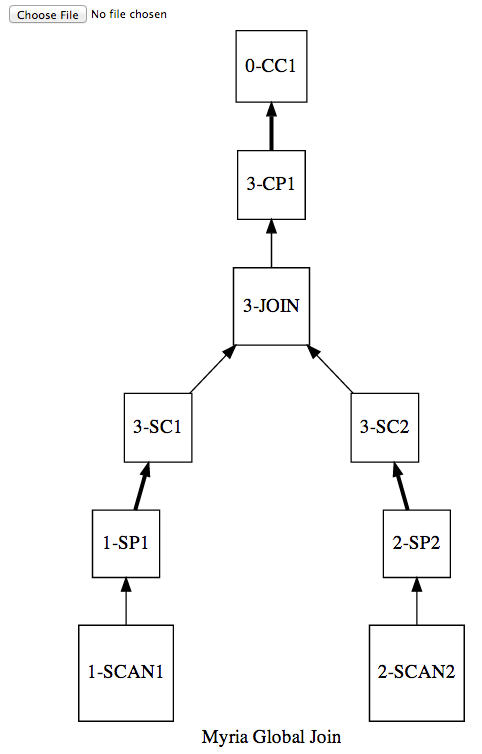 Choose File No file chosen
0-CC1
3-CP1
3-JOIN
3-SC1 3-SC2
1-SP1 2-SP2
1-SCAN1 2-SCAN2
Myria Global Join